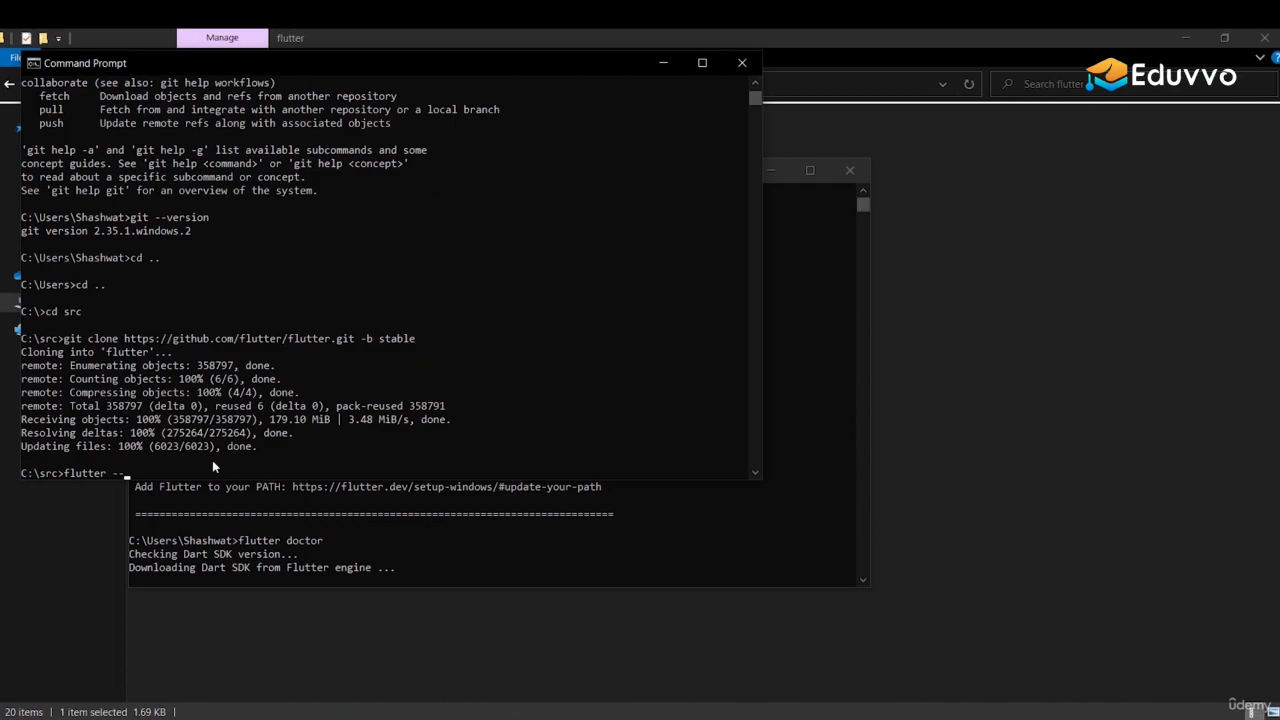 Manage
flutter
File
Command Prompt
Eduvvo
Search flutter
collaborate (see also: git help workflows)
fetch Download objects and refs from another repository
pull Fetch from and integrate with another repository or a local branch
push Update remote refs along with associated objects
'git help -a' and 'git help -g' list available subcommands and some
concept guides. See 'git help <command>' or 'git help <concept>'
to read about a specific subcommand or concept.
See 'git help git' for an overview of the system.
C:\Users\Shashwat>git --version
git version 2.35.1.windows.2
C:\Users\Shashwat>cd ..
C:\Users>cd ..
C:\>cd src
C:\src>git clone https://github.com/flutter/flutter.git -b stable
Cloning into 'flutter'...
remote: Enumerating objects: 358797, done.
remote: Counting objects: 100% (6/6), done.
remote: Compressing objects: 100% (4/4), done.
remote: Total 358797 (delta 0), reused 6 (delta 0), pack-reused 358791
Receiving objects: 100% (358797/358797), 179.10 MiB | 3.48 MiB/s, done.
Resolving deltas: 100% (275264/275264), done.
Updating files: 100% (6023/6023), done.
C:\src>flutter --
Add Flutter to your PATH: https://flutter.dev/setup-windows/#update-your-path
================================================================================
C:\Users\Shashwat>flutter doctor
Checking Dart SDK version...
Downloading Dart SDK from Flutter engine ...
20 items
1 item selected 1.69 KB
ûdemy